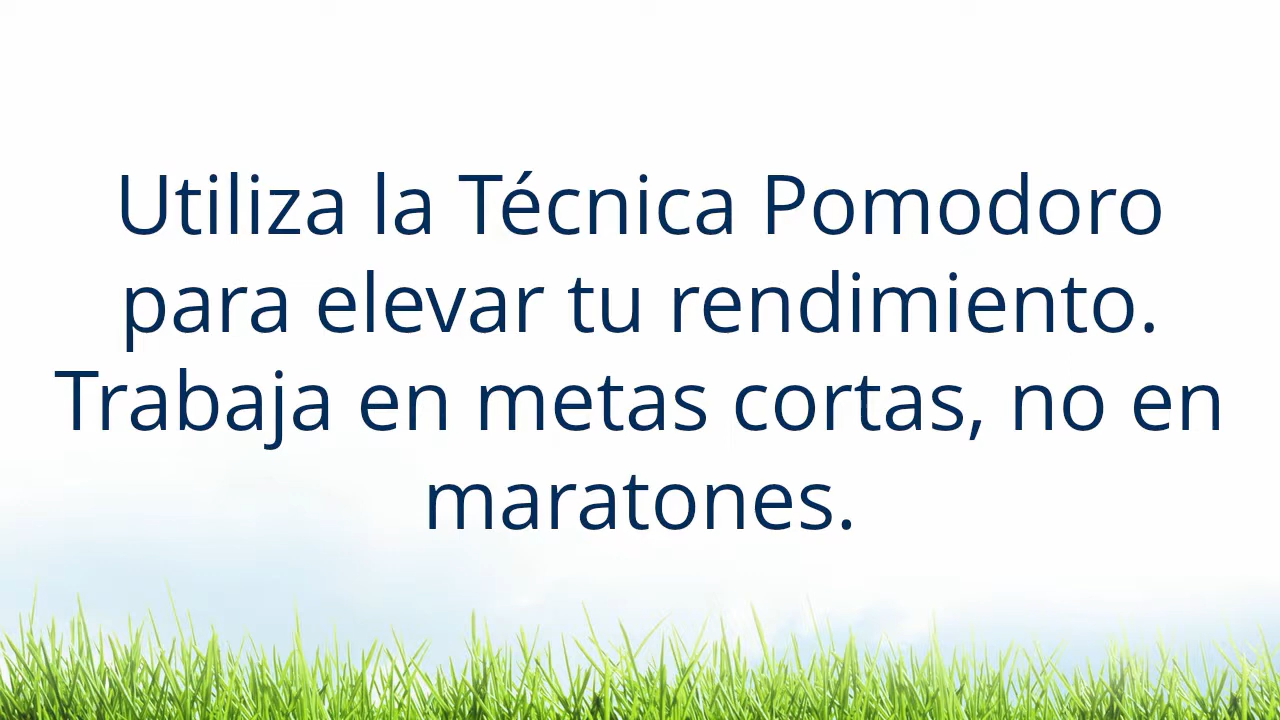 Utiliza la Técnica Pomodoro
para elevar tu rendimiento.
Trabaja en metas cortas, no en
maratones.